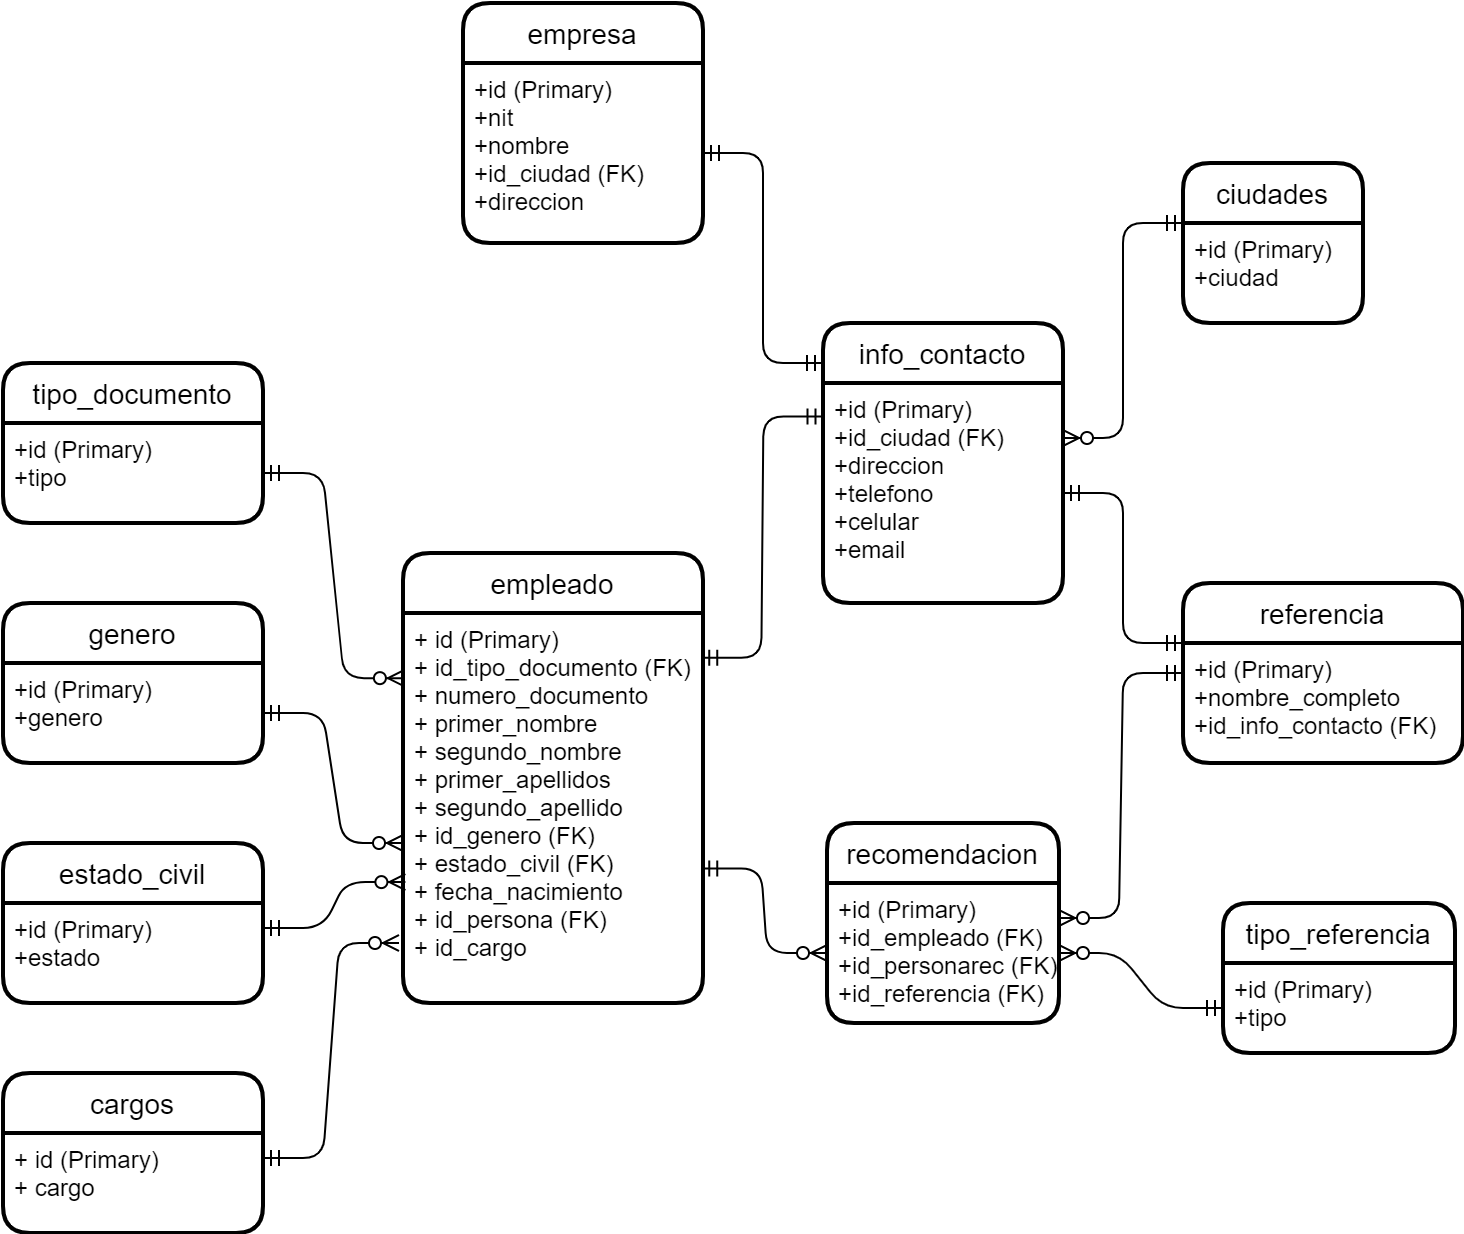 empresa
+id (Primary)
+nit
+nombre
+id_ciudad (FK)
+direccion
ciudades
+id (Primary)
+ciudad
info_contacto
+id (Primary)
+id_ciudad (FK)
+direccion
+telefono
+celular
+email
tipo_documento
+id (Primary)
+tipo
genero
+id (Primary)
+genero
estado_civil
+id (Primary)
+estado
cargos
+ id (Primary)
+ cargo
empleado
+ id (Primary)
+ id_tipo_documento (FK)
+ numero_documento
+ primer_nombre
+ segundo_nombre
+ primer_apellidos
+ segundo_apellido
+ id_genero (FK)
+ estado_civil (FK)
+ fecha_nacimiento
+ id_persona (FK)
+ id_cargo
referencia
+id (Primary)
+nombre_completo
+id_info_contacto (FK)
recomendacion
+id (Primary)
+id_empleado (FK)
+id_personarec (FK)
+id_referencia (FK)
tipo_referencia
+id (Primary)
+tipo